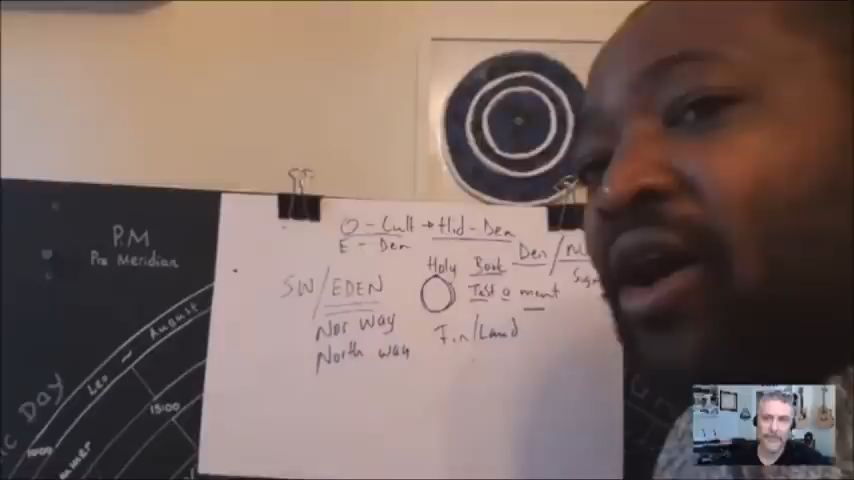 O - Cult → Hid - Den
E - Den
Den/
Holy Book
SW/EDEN
Test a meant
Nor Way
Fin/Land
North way
P.M
Pre Meridian
Leo ~ August
15:00
Day